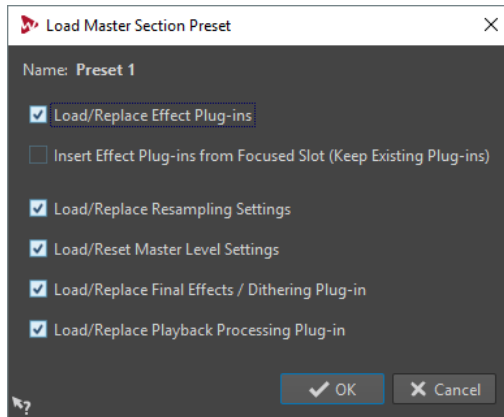 Load Master Section Preset
Name: Preset 1
Load/Replace Effect Plug-ins
Insert Effect Plug-ins from Focused Slot (Keep Existing Plug-ins)
Load/Replace Resampling Settings
Load/Reset Master Level Settings
Load/Replace Final Effects / Dithering Plug-in
Load/Replace Playback Processing Plug-in
OK Cancel
?